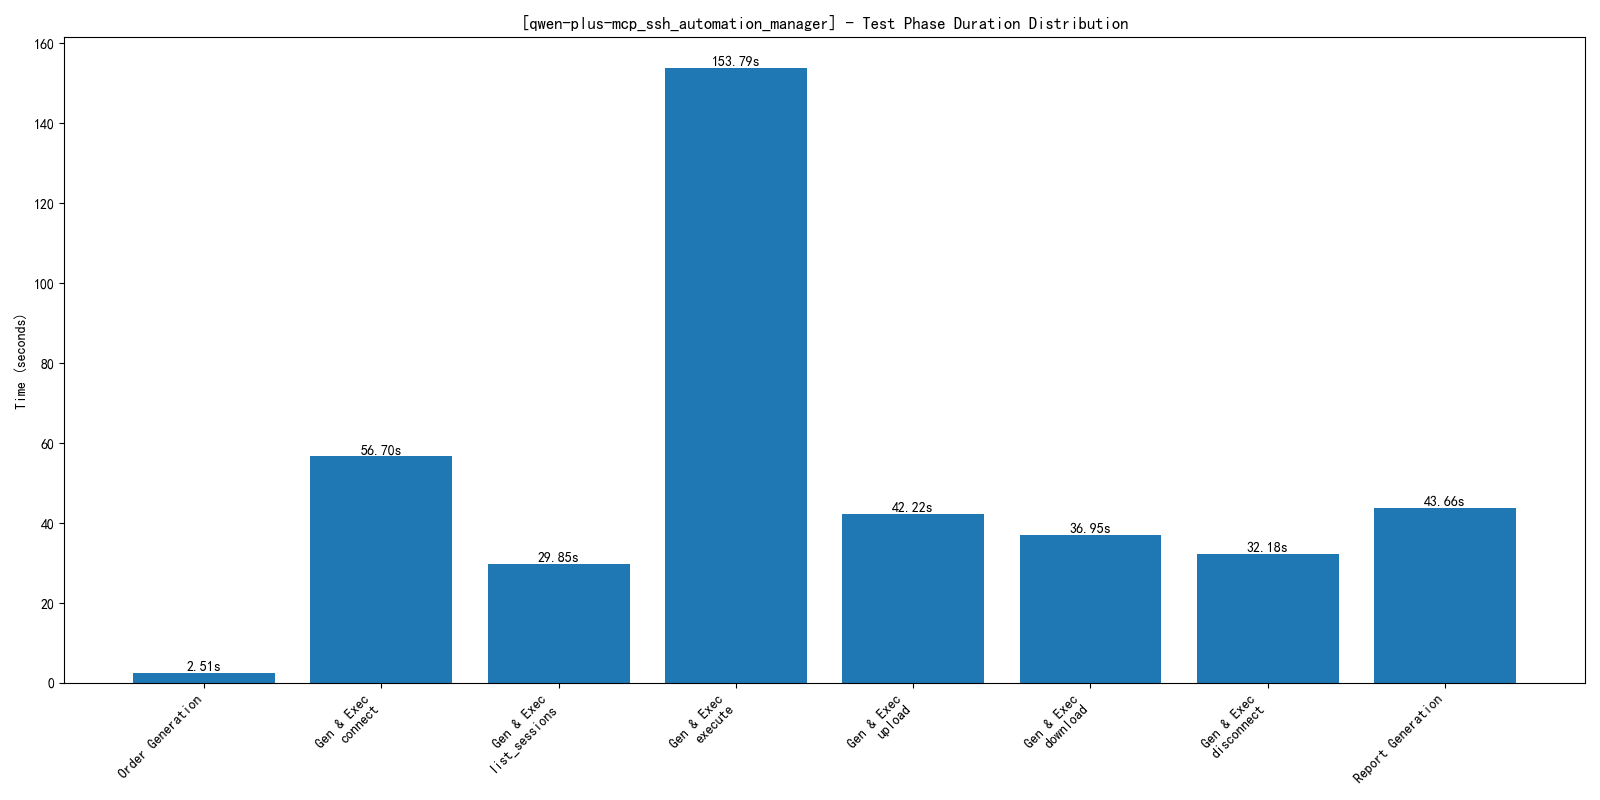 [qwen-plus-mcp_ssh_automation_manager] - Test Phase Duration Distribution
Time (seconds)
160
140
120
100
80
60
40
20
0
2.51s
56.70s
29.85s
153.79s
42.22s
36.95s
32.18s
43.66s
Order Generation
Gen & Exec
connect
Gen & Exec
list_sessions
Gen & Exec
execute
Gen & Exec
upload
Gen & Exec
download
Gen & Exec
disconnect
Report Generation